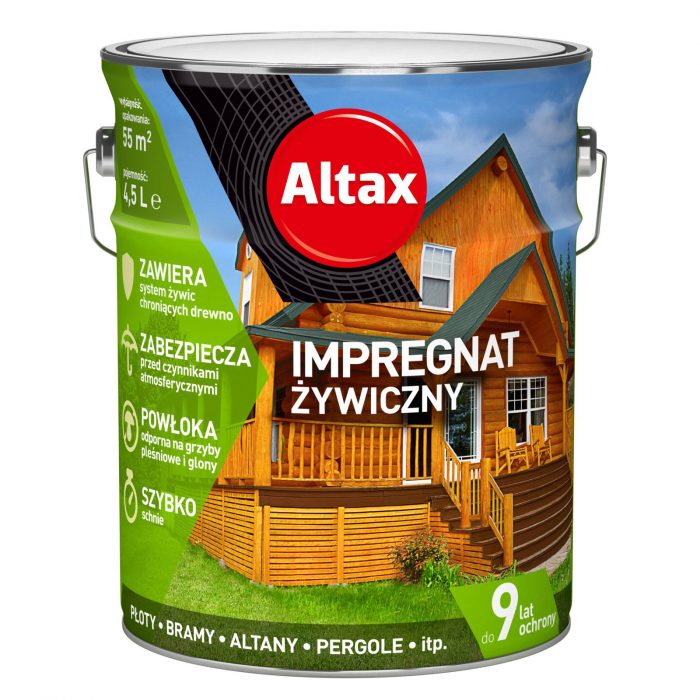 Altax
wydajność
opakowania:
55 m²
pojemność:
4,5 L e
ZAWIERA
system żywic
chroniących drewno
ZABEZPIECZA
przed czynnikami
atmosferycznymi
POWŁOKA
odporna na grzyby
pleśniowe i glony
SZYBKO
schnie
IMPREGNAT
ŻYWICZNY
do 9 lat
ochrony
PŁOTY • BRAMY • ALTANY • PERGOLE • itp.